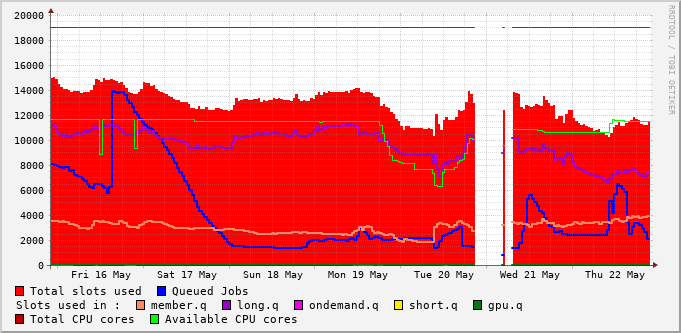 20000
18000
16000
14000
12000
10000
8000
6000
4000
2000
0
Fri 16 May Sat 17 May Sun 18 May Mon 19 May Tue 20 May Wed 21 May Thu 22 May
RRDTOOL / TOBI OETIKER
Total slots used Queued Jobs
Slots used in : member.q long.q ondemand.q short.q gpu.q
Total CPU cores Available CPU cores